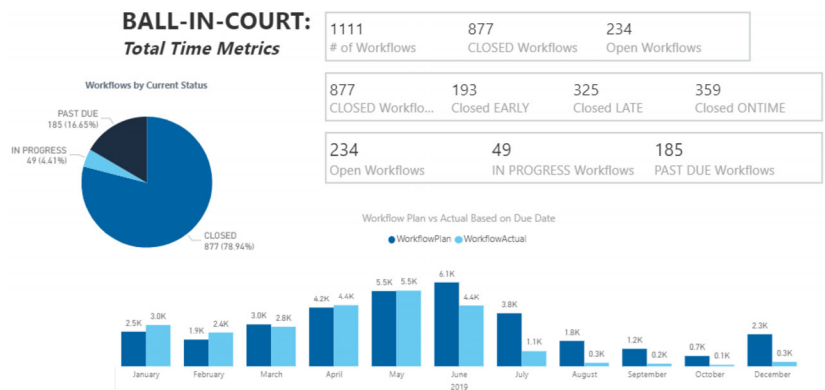 BALL-IN-COURT:
Total Time Metrics
1111 877 234
# of Workflows CLOSED Workflows Open Workflows
877 193 325 359
CLOSED Workflo... Closed EARLY Closed LATE Closed ONTIME
234 49 185
Open Workflows IN PROGRESS Workflows PAST DUE Workflows
Workflows by Current Status
PAST DUE
185 (16.65%)
IN PROGRESS
49 (4.41%)
CLOSED
877 (78.94%)
Workflow Plan vs Actual Based on Due Date
WorkflowPlan WorkflowActual
2.5K 3.0K 1.9K 2.4K 3.0K 2.8K 4.2K 4.4K 5.5K 5.5K 6.1K 4.4K 3.8K 1.1K 1.8K 0.3K 1.2K 0.2K 0.7K 0.1K 2.3K 0.3K
January February March April May June July August September October December
2019